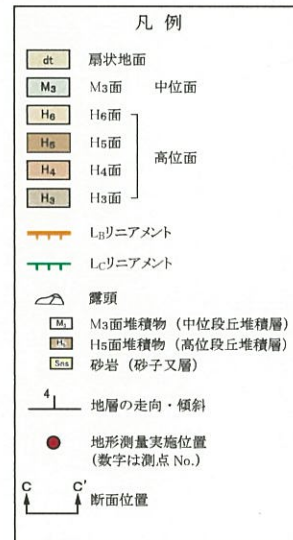 凡 例
dt 扇状地面
M3 M3面 中位面
H6 H6面
H5 H5面
高位面
H4 H4面
H3 H3面
LBリニアメント
LCリニアメント
露頭
M3 M3面堆積物（中位段丘堆積層）
H5 H5面堆積物（高位段丘堆積層）
Sns 砂岩（砂子又層）
4 地層の走向・傾斜
地形測量実施位置
（数字は測点 No.）
C C′
断面位置